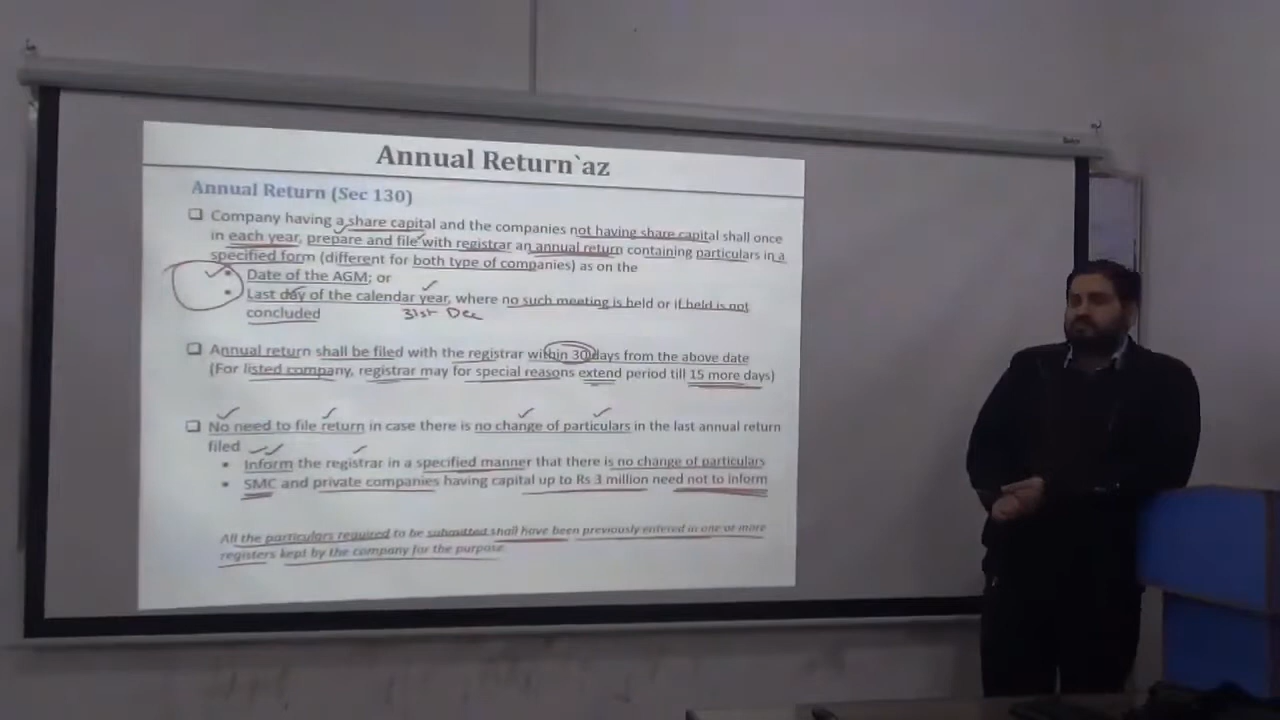 Annual Return`az
Annual Return (Sec 130)
Company having a share capital and the companies not having share capital shall once
in each year, prepare and file with registrar an annual return containing particulars in a
specified form (different for both type of companies) as on the
Date of the AGM; or
Last day of the calendar year, where no such meeting is held or if held is not
concluded
31st Dec
Annual return shall be filed with the registrar within 30 days from the above date
(For listed company, registrar may for special reasons extend period till 15 more days)
No need to file return in case there is no change of particulars in the last annual return
filed
Inform the registrar in a specified manner that there is no change of particulars
SMC and private companies having capital up to Rs 3 million need not to inform
All the particulars required to be submitted shall have been previously entered in one or more
registers kept by the company for the purpose